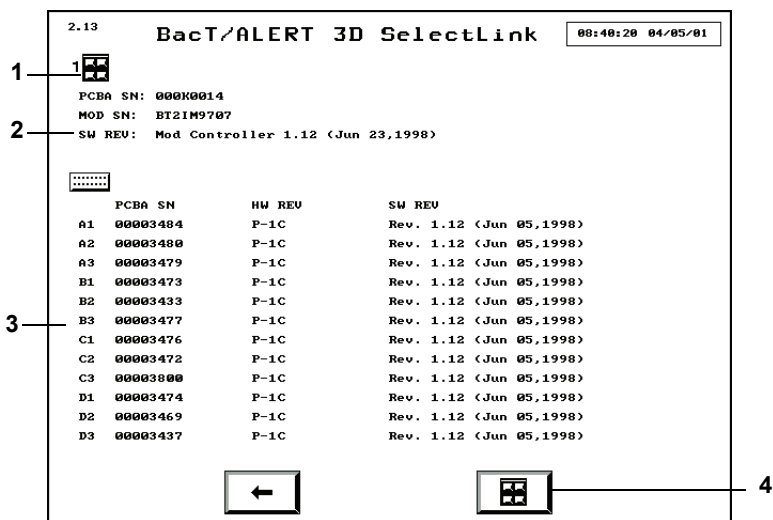 2.13 BacT/ALERT 3D SelectLink 08:40:20 04/05/01
1 1
PCBA SN: 000K0014
MOD SN: BT2IM9707
2 SW REV: Mod Controller 1.12 (Jun 23,1998)
PCBA SN HW REV SW REV
A1 00003484 P-1C Rev. 1.12 (Jun 05,1998)
A2 00003480 P-1C Rev. 1.12 (Jun 05,1998)
A3 00003479 P-1C Rev. 1.12 (Jun 05,1998)
B1 00003473 P-1C Rev. 1.12 (Jun 05,1998)
B2 00003433 P-1C Rev. 1.12 (Jun 05,1998)
3 B3 00003477 P-1C Rev. 1.12 (Jun 05,1998)
C1 00003476 P-1C Rev. 1.12 (Jun 05,1998)
C2 00003472 P-1C Rev. 1.12 (Jun 05,1998)
C3 00003800 P-1C Rev. 1.12 (Jun 05,1998)
D1 00003474 P-1C Rev. 1.12 (Jun 05,1998)
D2 00003469 P-1C Rev. 1.12 (Jun 05,1998)
D3 00003437 P-1C Rev. 1.12 (Jun 05,1998)
4